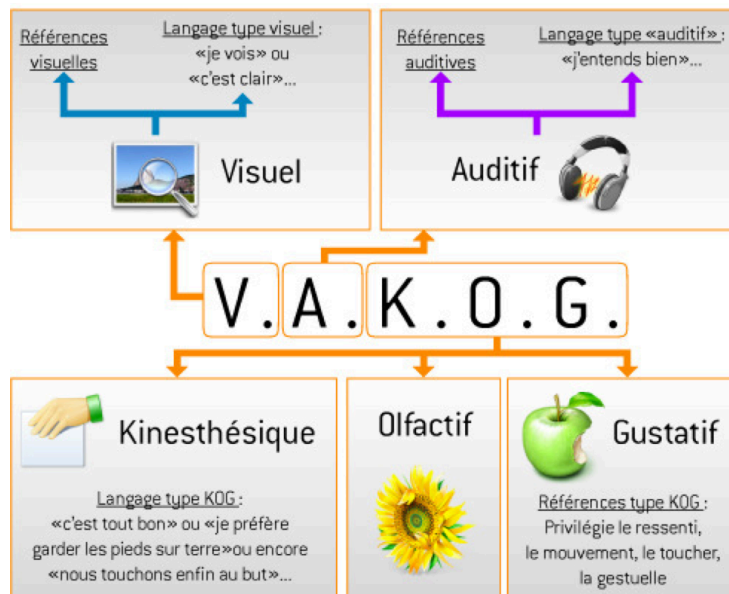 Références
visuelles
Langage type visuel :
«je vois» ou
«c'est clair»...
Visuel
Références
auditives
Langage type «auditif» :
«j'entends bien»...
Auditif
V.A.K.O.G.
Kinesthésique
Langage type KOG :
«c'est tout bon» ou «je préfère
garder les pieds sur terre»ou encore
«nous touchons enfin au but»...
Olfactif
Gustatif
Références type KOG :
Privilégie le ressenti,
le mouvement, le toucher,
la gestuelle